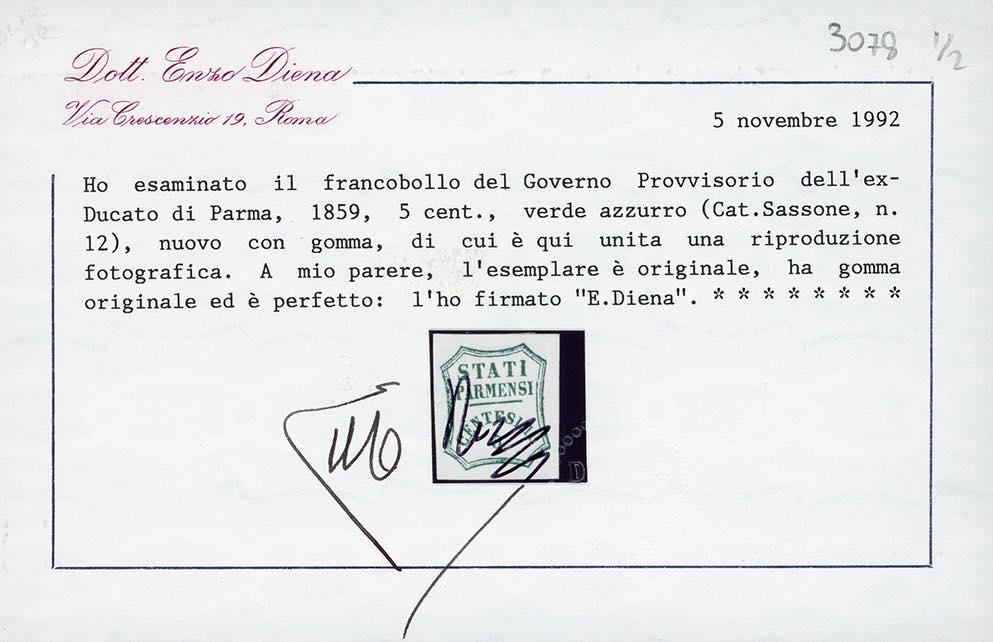 3078 1/2
Dott. Enzo Diena
Via Crescenzio 19, Roma
5 novembre 1992
Ho esaminato il francobollo del Governo Provvisorio dell'ex-
Ducato di Parma, 1859, 5 cent., verde azzurro (Cat.Sassone, n.
12), nuovo con gomma, di cui è qui unita una riproduzione
fotografica. A mio parere, l'esemplare è originale, ha gomma
originale ed è perfetto: l'ho firmato "E.Diena". * * * * * * * *
STATI
PARMENSI
D